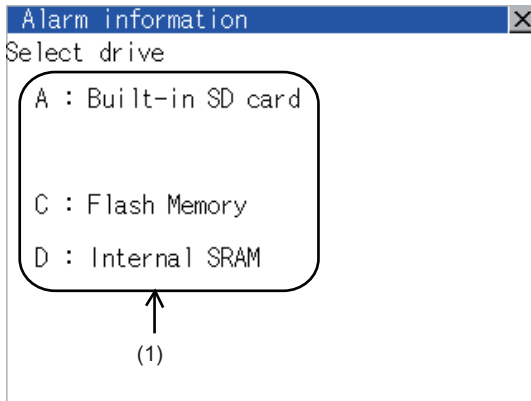 Alarm information
Select drive
A : Built-in SD card
C : Flash Memory
D : Internal SRAM
(1)